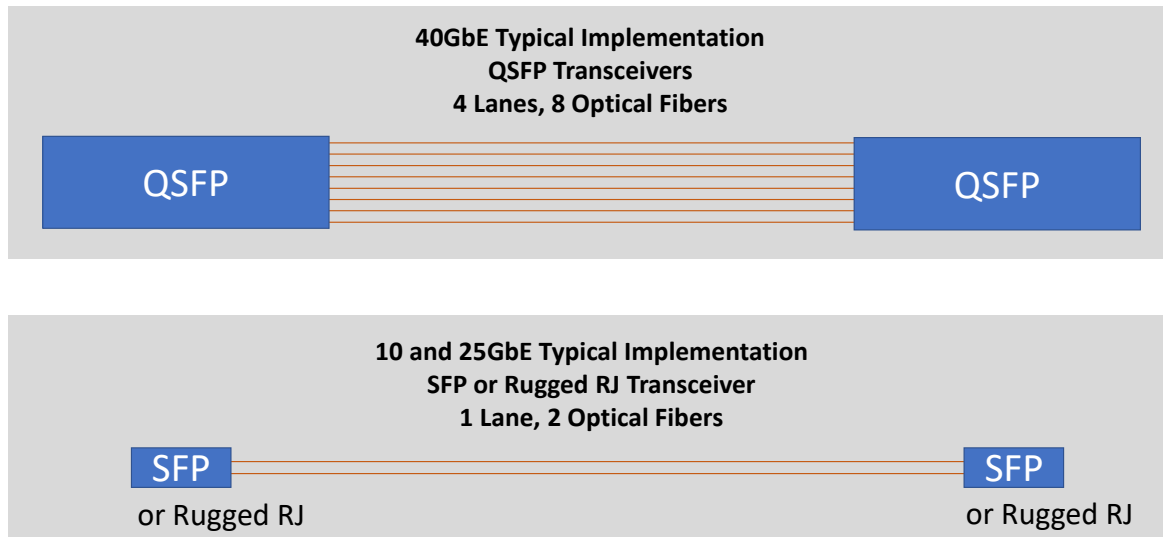 40GbE Typical Implementation
QSFP Transceivers
4 Lanes, 8 Optical Fibers
QSFP
QSFP
10 and 25GbE Typical Implementation
SFP or Rugged RJ Transceiver
1 Lane, 2 Optical Fibers
SFP
SFP
or Rugged RJ
or Rugged RJ